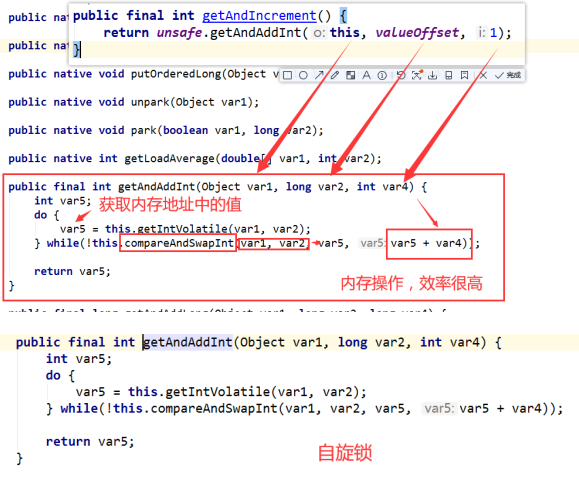 public final int getAndIncrement() {
return unsafe.getAndAddInt( o: this, valueOffset, i: 1);
}
public na
public na
public native void putOrderedLong(Object v
完成
public native void unpark(Object var1);
public native void park(boolean var1, long var2);
public native int getLoadAverage(double[] var1, int var2);
public final int getAndAddInt(Object var1, long var2, int var4) {
int var5; 获取内存地址中的值
do {
var5 = this.getIntVolatile(var1, var2);
} while(!this.compareAndSwapInt(var1, var2, var5, var5: var5 + var4));
return var5;
内存操作，效率很高
}
public final int getAndAddInt(Object var1, long var2, int var4) {
int var5;
do {
var5 = this.getIntVolatile(var1, var2);
} while(!this.compareAndSwapInt(var1, var2, var5, var5: var5 + var4));
return var5;
自旋锁
}